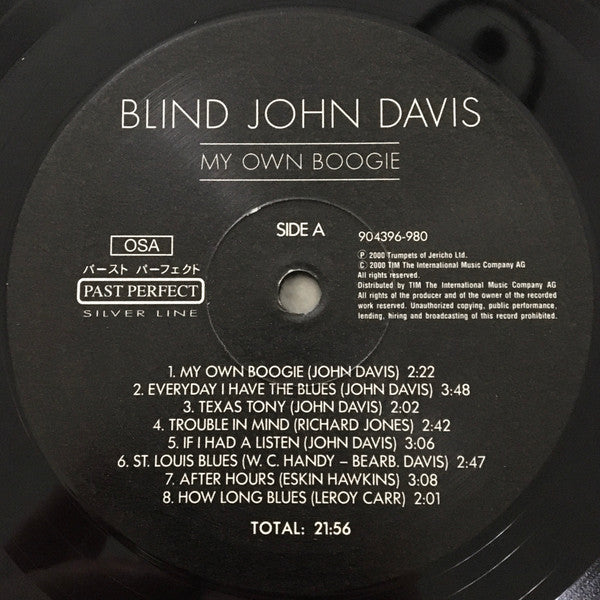 BLIND JOHN DAVIS
MY OWN BOOGIE
SIDE A
904396-980
OSA
パースト パーフェクト
PAST PERFECT
SILVER LINE
Ⓟ 2000 Trumpets of Jericho Ltd.
© 2000 TIM The International Music Company AG
All rights reserved.
Distributed by TIM The International Music Company AG
All rights of the producer and of the owner of the recorded
work reserved. Unauthorized copying, public performance,
lending, hiring and broadcasting of this record prohibited.
1. MY OWN BOOGIE (JOHN DAVIS) 2:22
2. EVERYDAY I HAVE THE BLUES (JOHN DAVIS) 3:48
3. TEXAS TONY (JOHN DAVIS) 2:02
4. TROUBLE IN MIND (RICHARD JONES) 2:42
5. IF I HAD A LISTEN (JOHN DAVIS) 3:06
6. ST. LOUIS BLUES (W. C. HANDY – BEARB. DAVIS) 2:47
7. AFTER HOURS (ESKIN HAWKINS) 3:08
8. HOW LONG BLUES (LEROY CARR) 2:01
TOTAL: 21:56